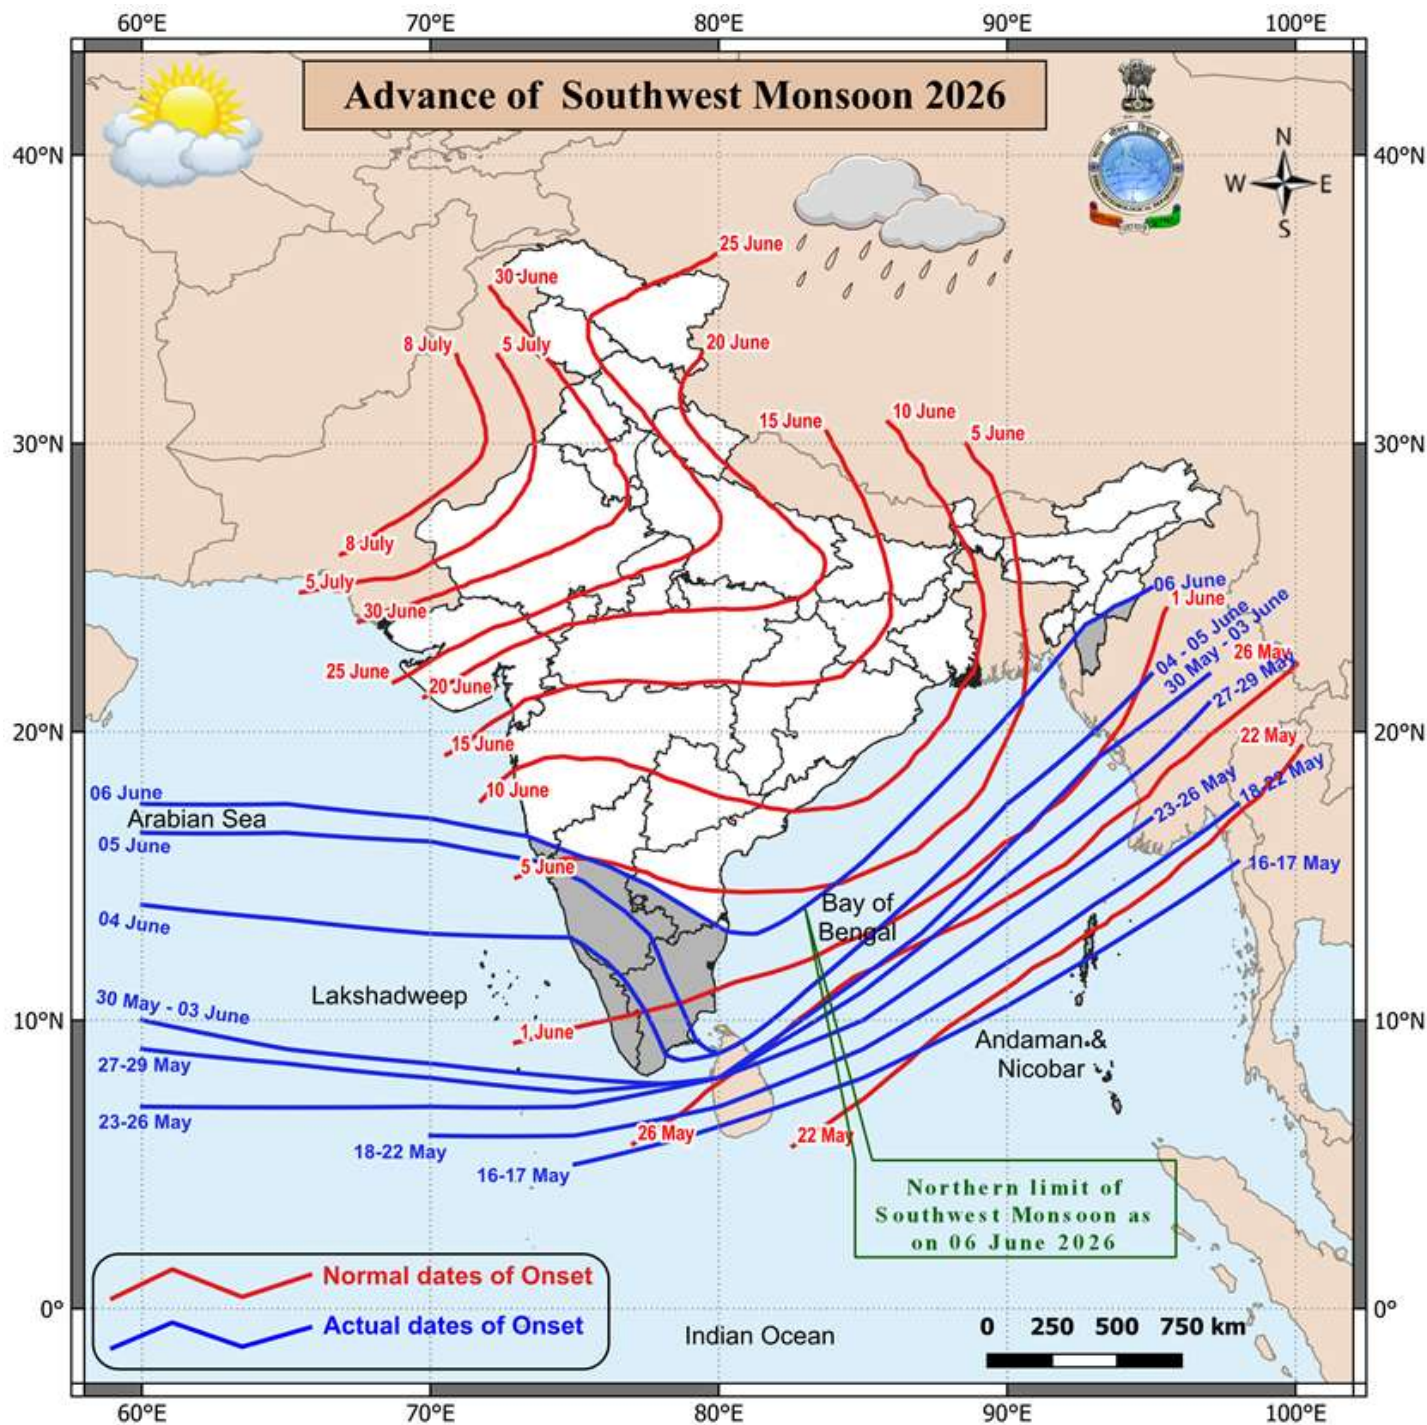 60°E 70°E 80°E 90°E 100°E
Advance of Southwest Monsoon 2026
N
W E
S
40°N 40°N
25 June
30 June
8 July 5 July 20 June
15 June 10 June 5 June
30°N 30°N
8 July
5 July
30 June
25 June
20 June
15 June
10 June
5 June
1 June
26 May
22 May
06 June
1 June
04 - 05 June
30 May - 03 June
26 May
27-29 May
22 May
23-26 May
18-22 May
16-17 May
20°N 20°N
06 June
Arabian Sea
05 June
04 June
30 May - 03 June
27-29 May
23-26 May
18-22 May
16-17 May
Bay of
Bengal
Lakshadweep
10°N 10°N
Andaman &
Nicobar
Northern limit of
Southwest Monsoon as
on 06 June 2026
Normal dates of Onset
Actual dates of Onset
0° 0°
Indian Ocean
0 250 500 750 km
60°E 70°E 80°E 90°E 100°E